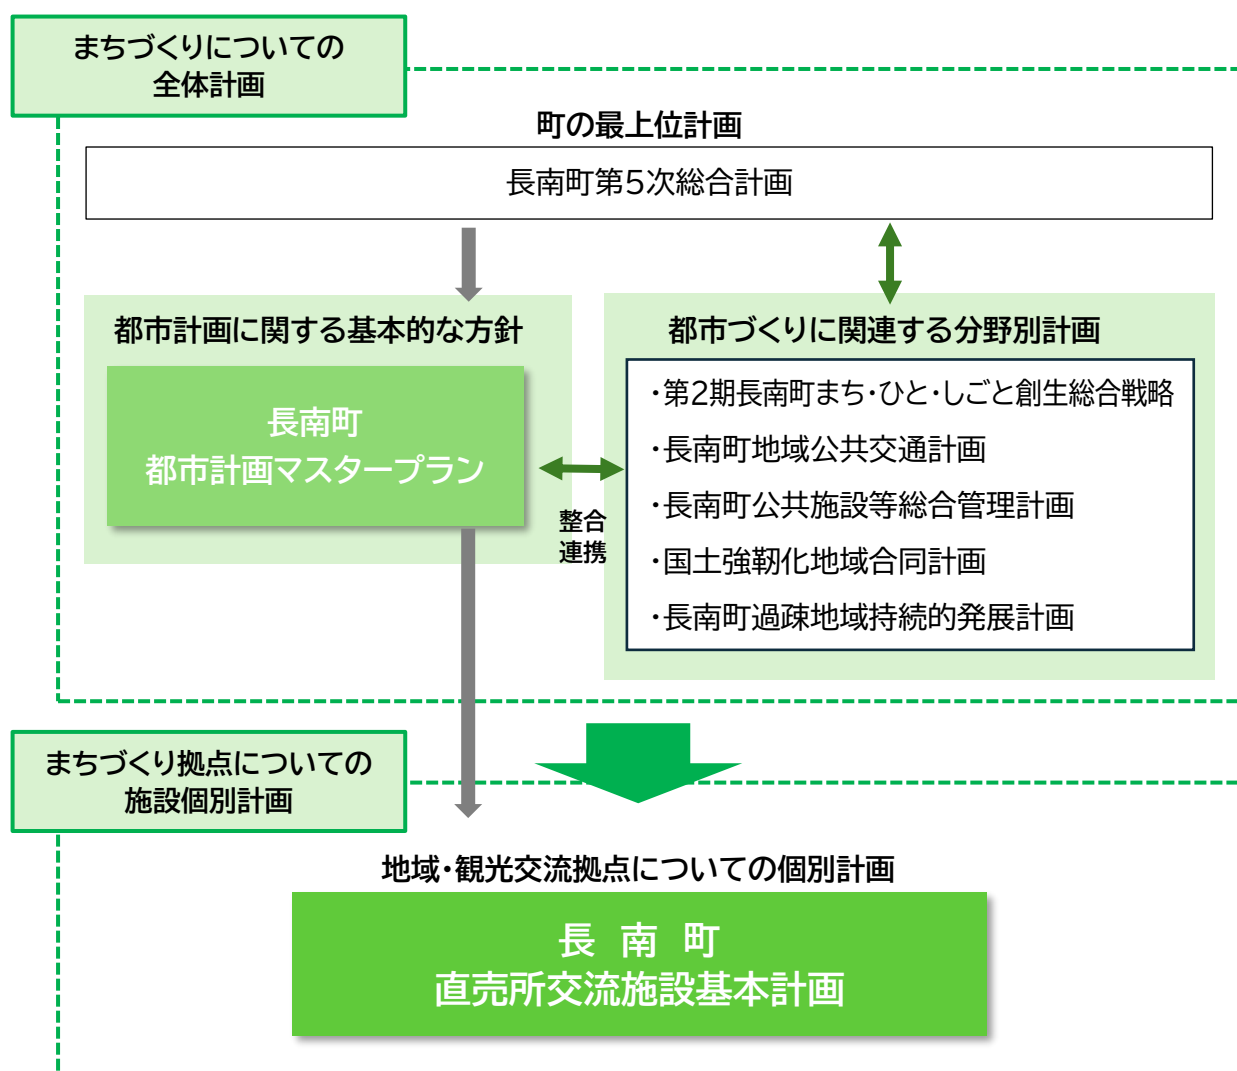 まちづくりについての
全体計画
町の最上位計画
長南町第5次総合計画
都市計画に関する基本的な方針
長南町
都市計画マスタープラン
整合
連携
都市づくりに関連する分野別計画
・第2期長南町まち・ひと・しごと創生総合戦略
・長南町地域公共交通計画
・長南町公共施設等総合管理計画
・国土強靭化地域合同計画
・長南町過疎地域持続的発展計画
まちづくり拠点についての
施設個別計画
地域・観光交流拠点についての個別計画
長 南 町
直売所交流施設基本計画